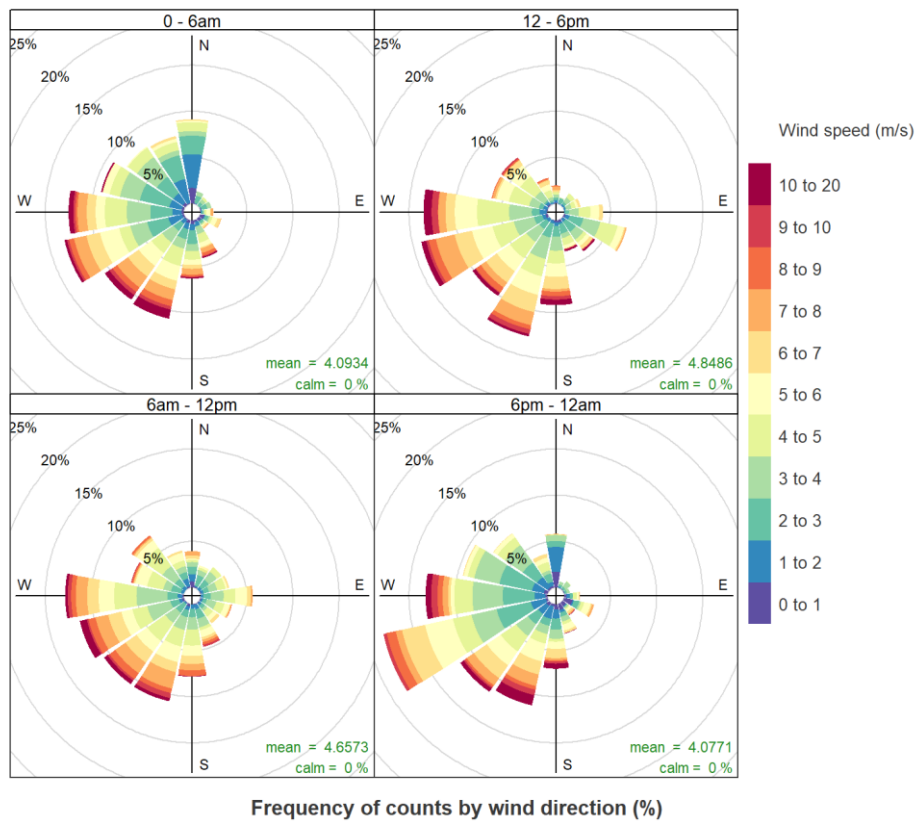 0 - 6am
25%
20%
15%
10%
5%
N
W
E
S
mean = 4.0934
calm = 0 %
12 - 6pm
25%
20%
15%
10%
5%
N
W
E
S
mean = 4.8486
calm = 0 %
6am - 12pm
25%
20%
15%
10%
5%
N
W
E
S
mean = 4.6573
calm = 0 %
6pm - 12am
25%
20%
15%
10%
5%
N
W
E
S
mean = 4.0771
calm = 0 %
Wind speed (m/s)
10 to 20
9 to 10
8 to 9
7 to 8
6 to 7
5 to 6
4 to 5
3 to 4
2 to 3
1 to 2
0 to 1
Frequency of counts by wind direction (%)